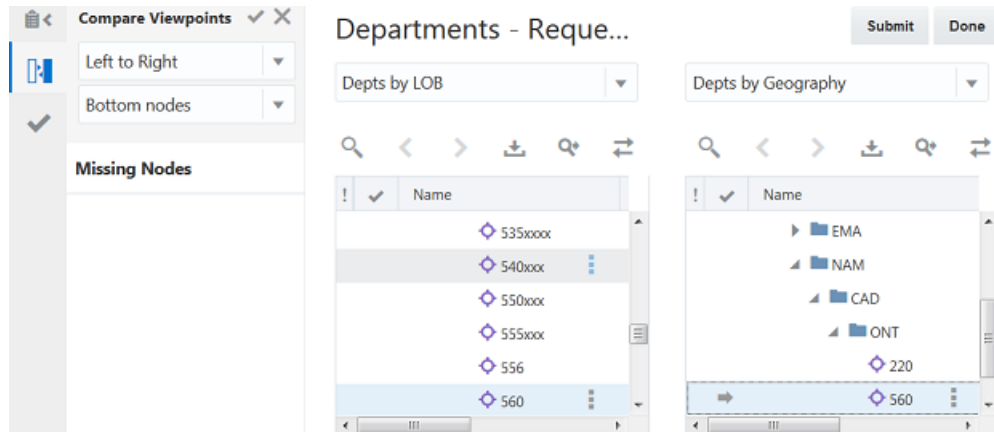 Compare Viewpoints
Left to Right
Bottom nodes
Missing Nodes
Departments - Reque...
Submit
Done
Depts by LOB
Depts by Geography
! Name
535xxxx
540xxx
550xxx
555xxx
556
560
! Name
EMA
NAM
CAD
ONT
220
560